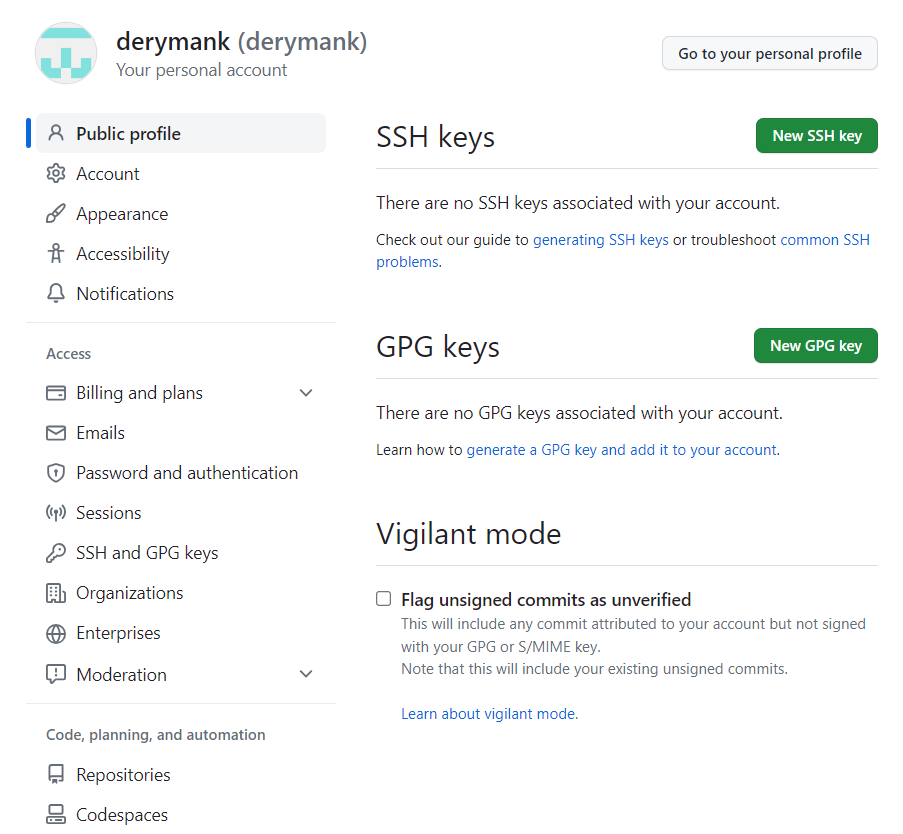 derymank (derymank)
Your personal account
Go to your personal profile
Public profile
Account
Appearance
Accessibility
Notifications
Access
Billing and plans
Emails
Password and authentication
Sessions
SSH and GPG keys
Organizations
Enterprises
Moderation
Code, planning, and automation
Repositories
Codespaces
SSH keys
New SSH key
There are no SSH keys associated with your account.
Check out our guide to generating SSH keys or troubleshoot common SSH
problems.
GPG keys
New GPG key
There are no GPG keys associated with your account.
Learn how to generate a GPG key and add it to your account.
Vigilant mode
Flag unsigned commits as unverified
This will include any commit attributed to your account but not signed
with your GPG or S/MIME key.
Note that this will include your existing unsigned commits.
Learn about vigilant mode.